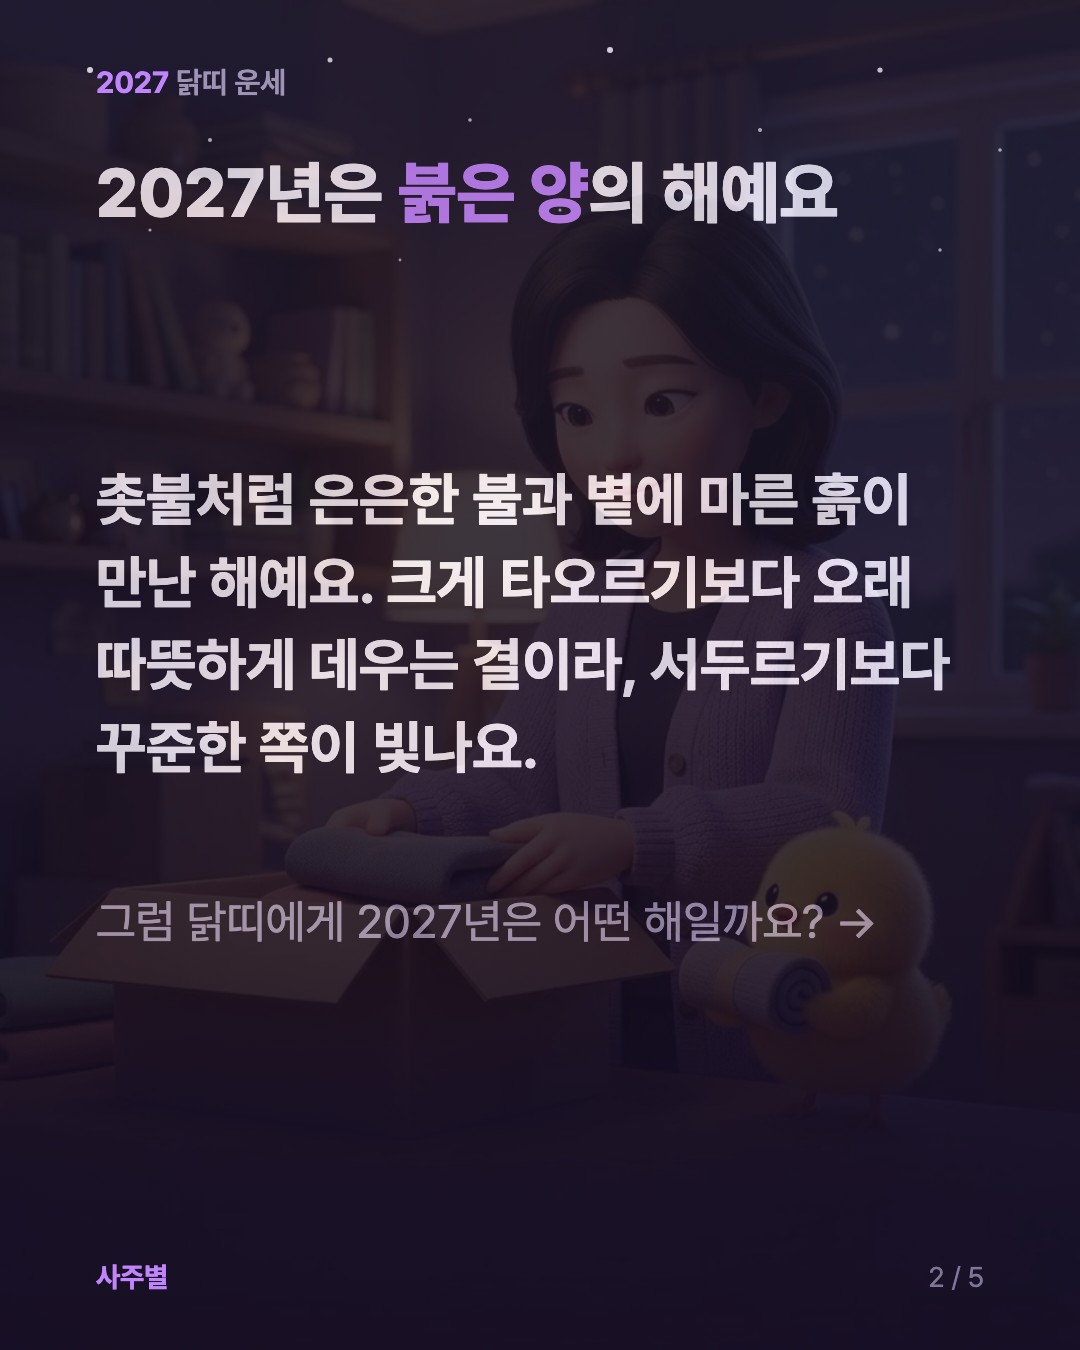 2027 닭띠 운세
2027년은 붉은 양의 해예요
촛불처럼 은은한 불과 볕에 마른 흙이
만난 해예요. 크게 타오르기보다 오래
따뜻하게 데우는 결이라, 서두르기보다
꾸준한 쪽이 빛나요.
그럼 닭띠에게 2027년은 어떤 해일까요? →
사주별
2 / 5